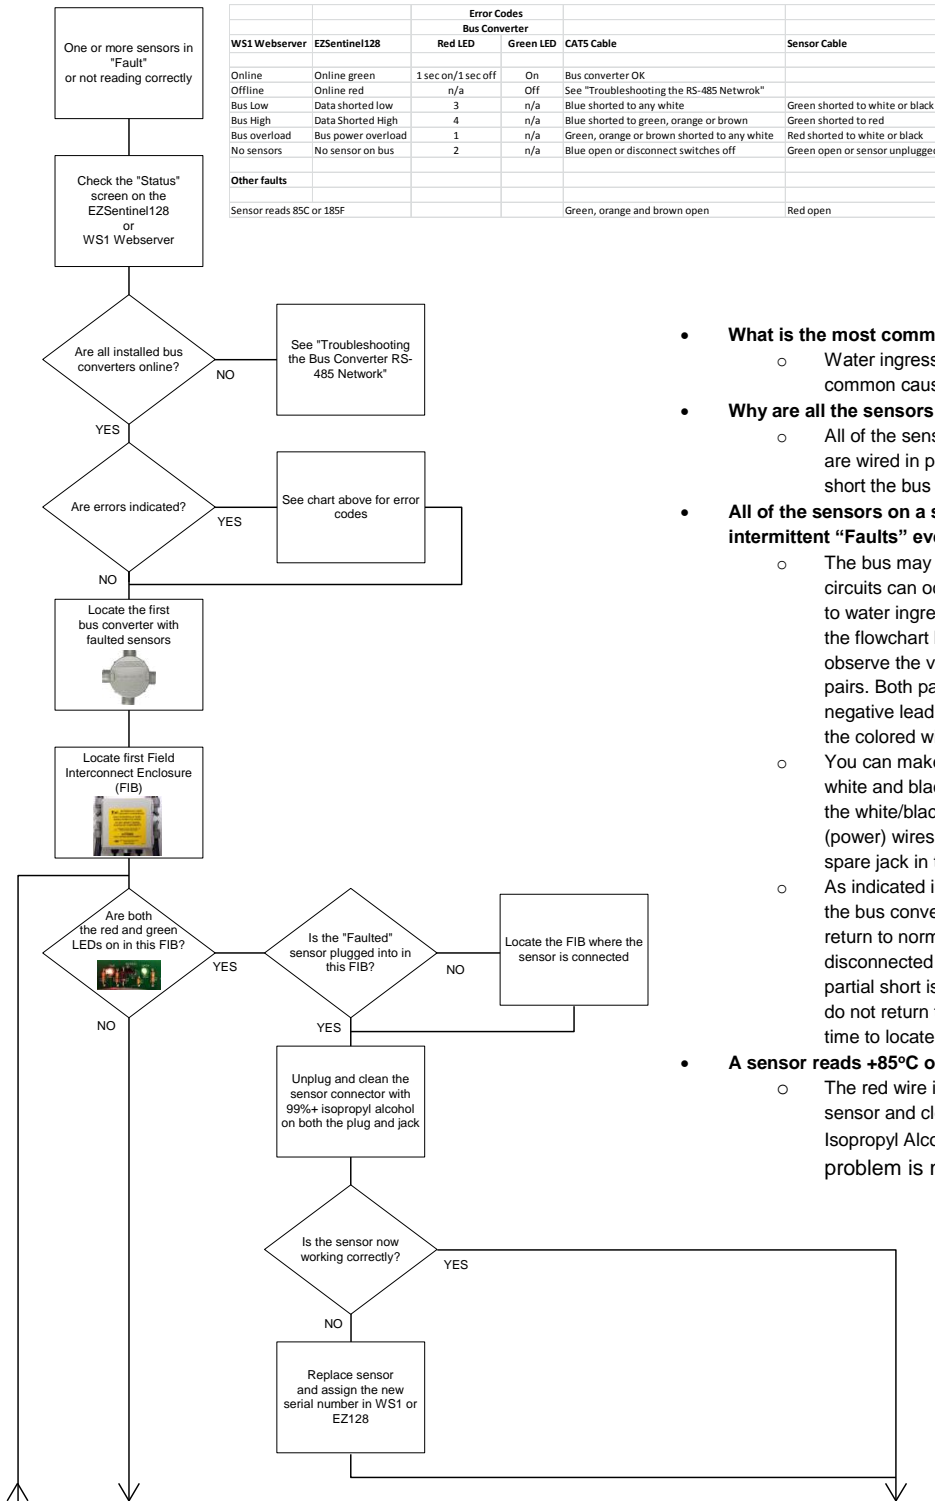 Error Codes
Bus Converter
WS1 Webserver EZSentinel128 Red LED Green LED CAT5 Cable Sensor Cable
Online Online green 1 sec on/1 sec off On Bus converter OK
Offline Online red n/a Off See "Troubleshooting the RS-485 Netwrok"
Bus Low Data shorted low 3 n/a Blue shorted to any white Green shorted to white or black
Bus High Data Shorted High 4 n/a Blue shorted to green, orange or brown Green shorted to red
Bus overload Bus power overload 1 n/a Green, orange or brown shorted to any white Red shorted to white or black
No sensors No sensor on bus 2 n/a Blue open or disconnect switches off Green open or sensor unplugged
Other faults
Sensor reads 85C or 185F Green, orange and brown open Red open
One or more sensors in
"Fault"
or not reading correctly
Check the "Status"
screen on the
EZSentinel128
or
WS1 Webserver
Are all installed bus
converters online?
NO
See "Troubleshooting
the Bus Converter RS-
485 Network"
YES
Are errors indicated?
YES
See chart above for error
codes
NO
Locate the first
bus converter with
faulted sensors
Locate first Field
Interconnect Enclosure
(FIB)
Are both
the red and green
LEDs on in this FIB?
YES
NO
Is the "Faulted"
sensor plugged into in
this FIB?
NO
Locate the FIB where the
sensor is connected
YES
Unplug and clean the
sensor connector with
99%+ isopropyl alcohol
on both the plug and jack
Is the sensor now
working correctly?
YES
NO
Replace sensor
and assign the new
serial number in WS1 or
EZ128
• What is the most comm
o Water ingress
common caus
• Why are all the sensors
o All of the sens
are wired in p
short the bus
• All of the sensors on a s
intermittent “Faults” eve
o The bus may
circuits can oc
to water ingre
the flowchart
observe the v
pairs. Both pa
negative lead
the colored w
o You can make
white and blac
the white/blac
(power) wires
spare jack in
o As indicated i
the bus conve
return to norm
disconnected
partial short is
do not return
time to locate
• A sensor reads +85ºC o
o The red wire i
sensor and cl
Isopropyl Alco
problem is